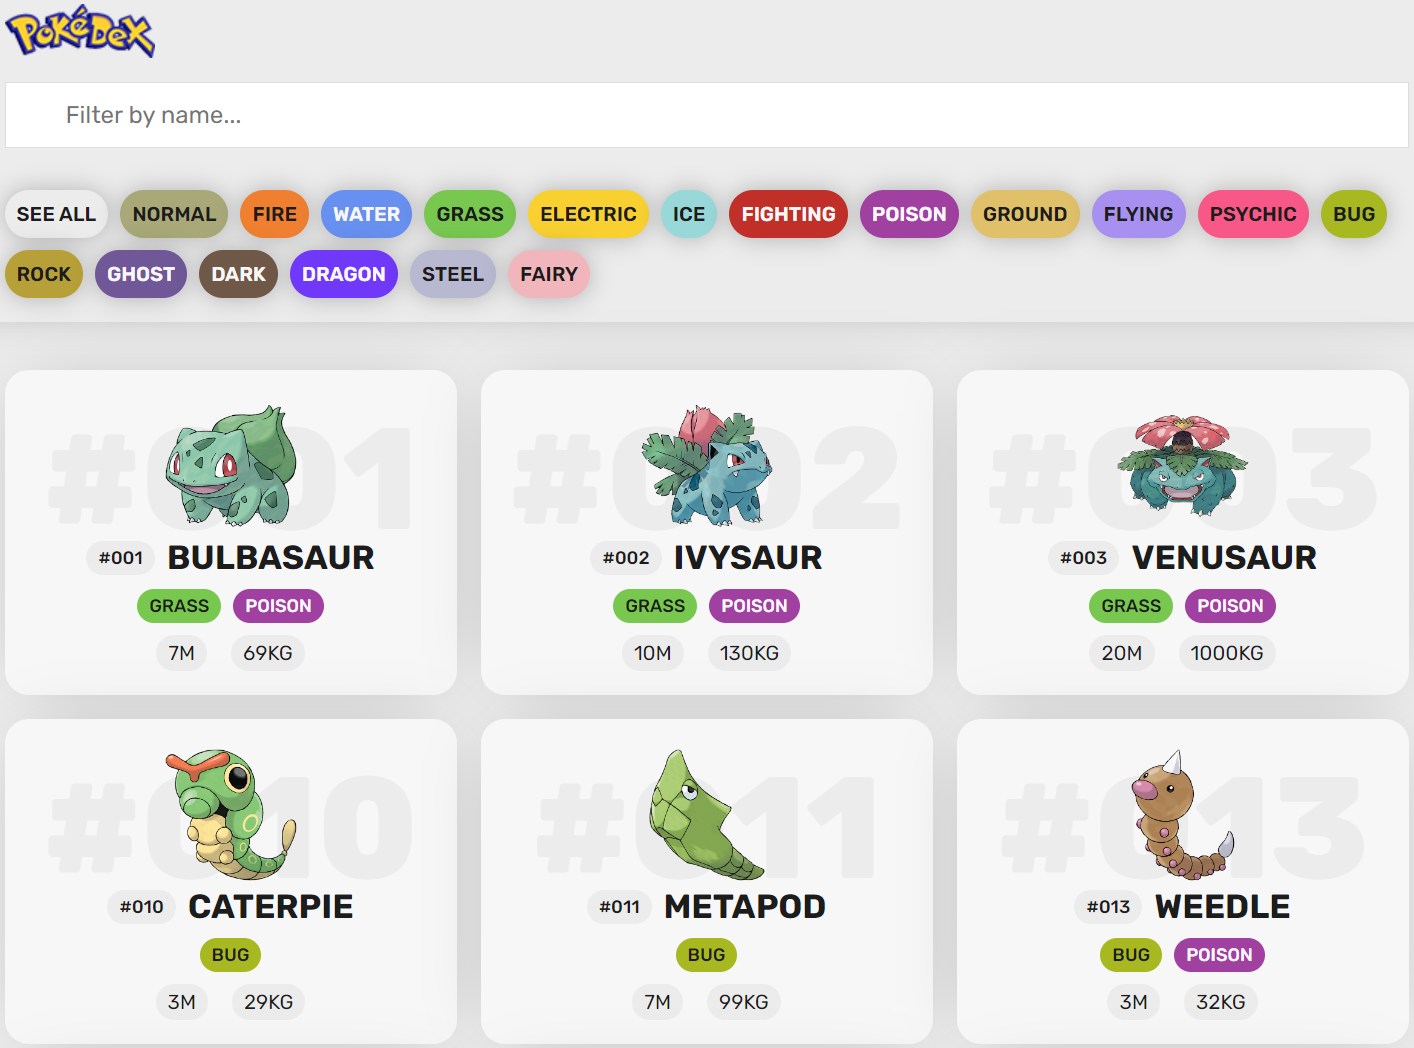 PokéDex
Filter by name...
SEE ALL NORMAL FIRE WATER GRASS ELECTRIC ICE FIGHTING POISON GROUND FLYING PSYCHIC BUG
ROCK GHOST DARK DRAGON STEEL FAIRY
#001 #002 #003
#001 BULBASAUR #002 IVYSAUR #003 VENUSAUR
GRASS POISON GRASS POISON GRASS POISON
7M 69KG 10M 130KG 20M 1000KG
#010 #011 #013
#010 CATERPIE #011 METAPOD #013 WEEDLE
BUG BUG BUG POISON
3M 29KG 7M 99KG 3M 32KG